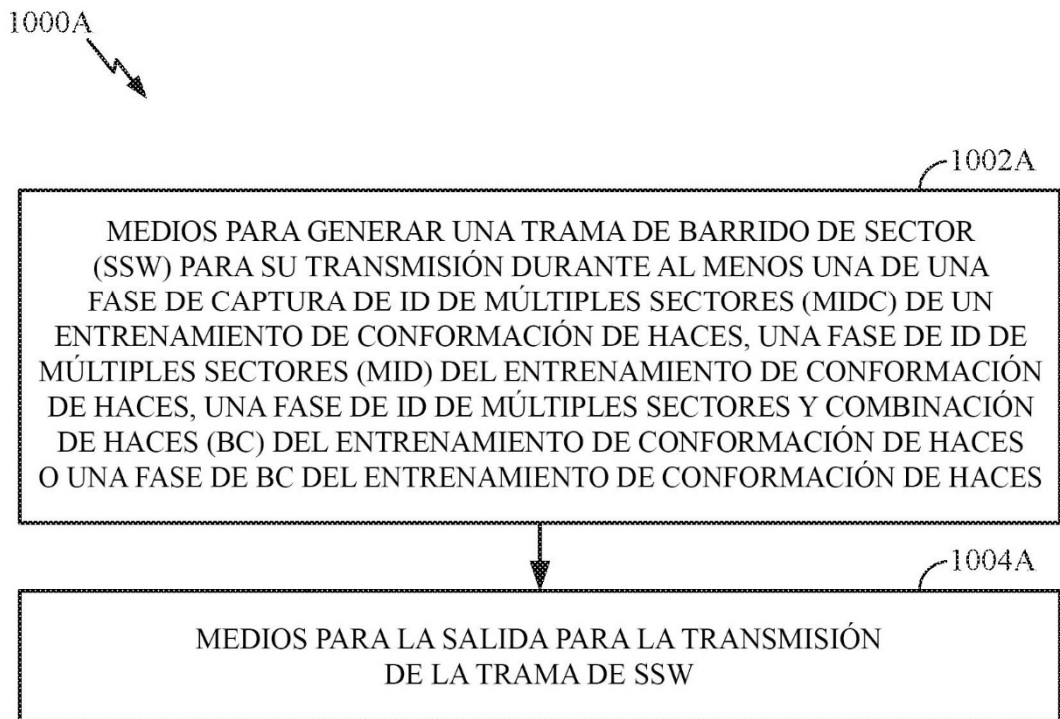 1000A
1002A
MEDIOS PARA GENERAR UNA TRAMA DE BARRIDO DE SECTOR
(SSW) PARA SU TRANSMISIÓN DURANTE AL MENOS UNA DE UNA
FASE DE CAPTURA DE ID DE MÚLTIPLES SECTORES (MIDC) DE UN
ENTRENAMIENTO DE CONFORMACIÓN DE HACES, UNA FASE DE ID DE
MÚLTIPLES SECTORES (MID) DEL ENTRENAMIENTO DE CONFORMACIÓN
DE HACES, UNA FASE DE ID DE MÚLTIPLES SECTORES Y COMBINACIÓN
DE HACES (BC) DEL ENTRENAMIENTO DE CONFORMACIÓN DE HACES
O UNA FASE DE BC DEL ENTRENAMIENTO DE CONFORMACIÓN DE HACES
1004A
MEDIOS PARA LA SALIDA PARA LA TRANSMISIÓN
DE LA TRAMA DE SSW